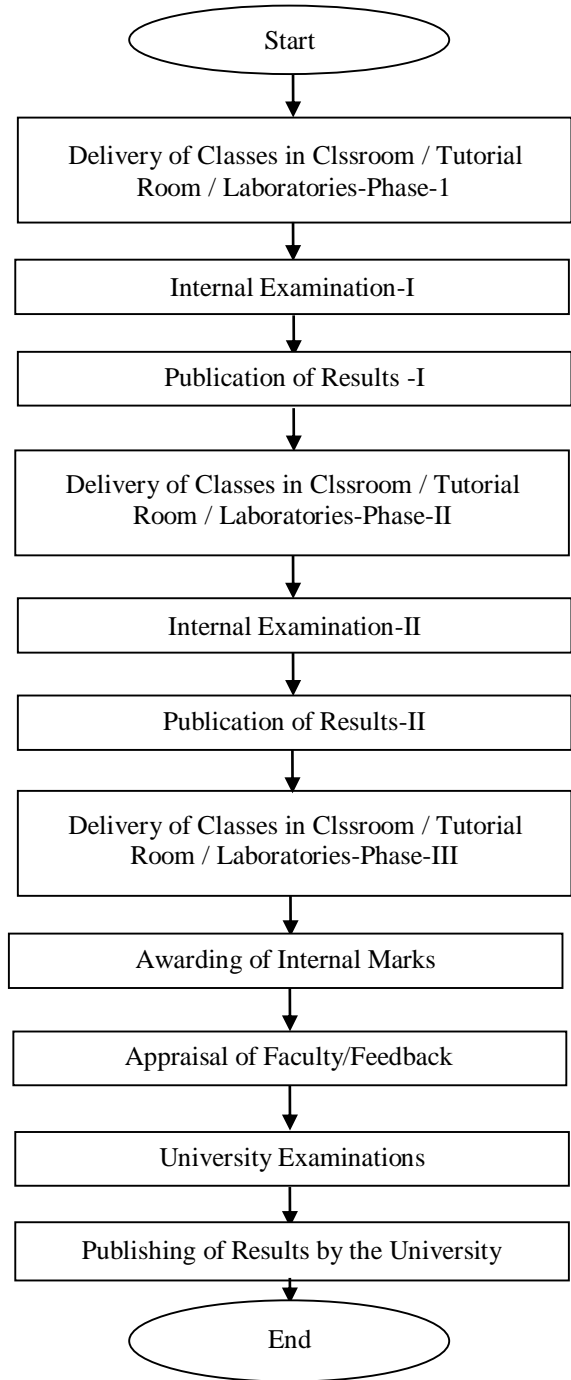 Start
Delivery of Classes in Clssroom / Tutorial
Room / Laboratories-Phase-1
Internal Examination-I
Publication of Results -I
Delivery of Classes in Clssroom / Tutorial
Room / Laboratories-Phase-II
Internal Examination-II
Publication of Results-II
Delivery of Classes in Clssroom / Tutorial
Room / Laboratories-Phase-III
Awarding of Internal Marks
Appraisal of Faculty/Feedback
University Examinations
Publishing of Results by the University
End